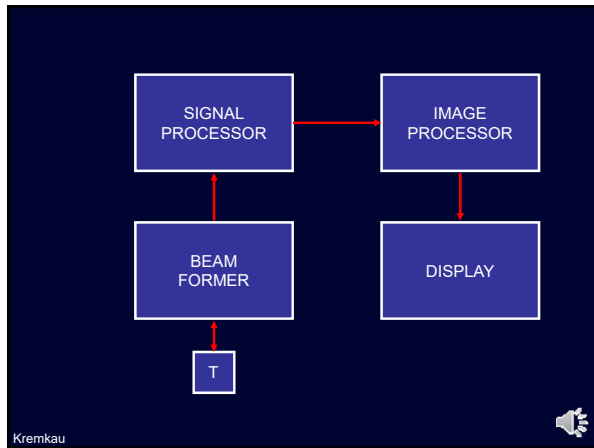 SIGNAL
PROCESSOR
IMAGE
PROCESSOR
BEAM
FORMER
DISPLAY
T
Kremkau